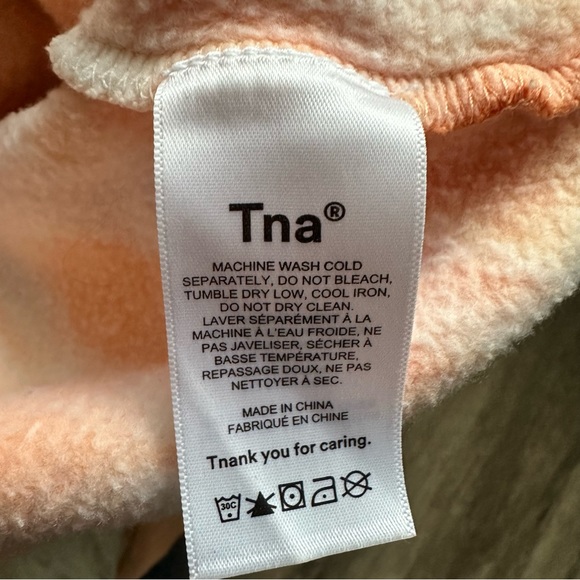 Tna®
MACHINE WASH COLD
SEPARATELY, DO NOT BLEACH,
TUMBLE DRY LOW, COOL IRON,
DO NOT DRY CLEAN.
LAVER SÉPARÉMENT À LA
MACHINE À L'EAU FROIDE, NE
PAS JAVELISER, SÉCHER À
BASSE TEMPÉRATURE,
REPASSAGE DOUX, NE PAS
NETTOYER À SEC.
MADE IN CHINA
FABRIQUÉ EN CHINE
Tnank you for caring.
30C